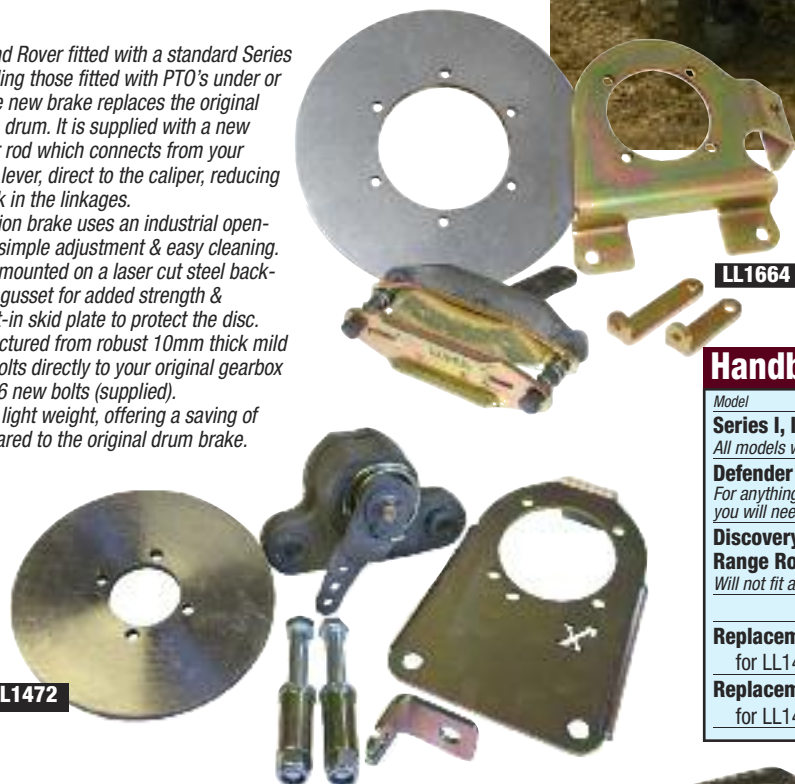 nd Rover fitted with a standard Series
ling those fitted with PTO's under or
e new brake replaces the original
drum. It is supplied with a new
r rod which connects from your
lever, direct to the caliper, reducing
k in the linkages.
ion brake uses an industrial open-
simple adjustment & easy cleaning.
mounted on a laser cut steel back-
gusset for added strength &
t-in skid plate to protect the disc.
ctured from robust 10mm thick mild
olts directly to your original gearbox
6 new bolts (supplied).
light weight, offering a saving of
ared to the original drum brake.
LL1664
L1472
Handb
Model
Series I, I
All models w
Defender
For anything
you will nee
Discovery
Range Ro
Will not fit a
Replacem
for LL14
Replacem
for LL14